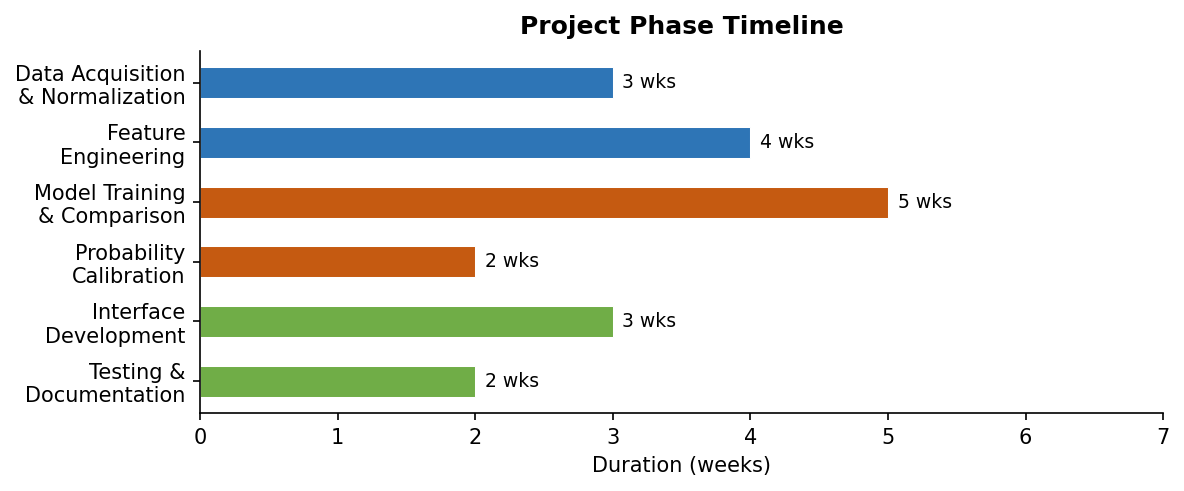 Project Phase Timeline
Data Acquisition
& Normalization
3 wks
Feature
Engineering
4 wks
Model Training
& Comparison
5 wks
Probability
Calibration
2 wks
Interface
Development
3 wks
Testing &
Documentation
2 wks
0 1 2 3 4 5 6 7
Duration (weeks)